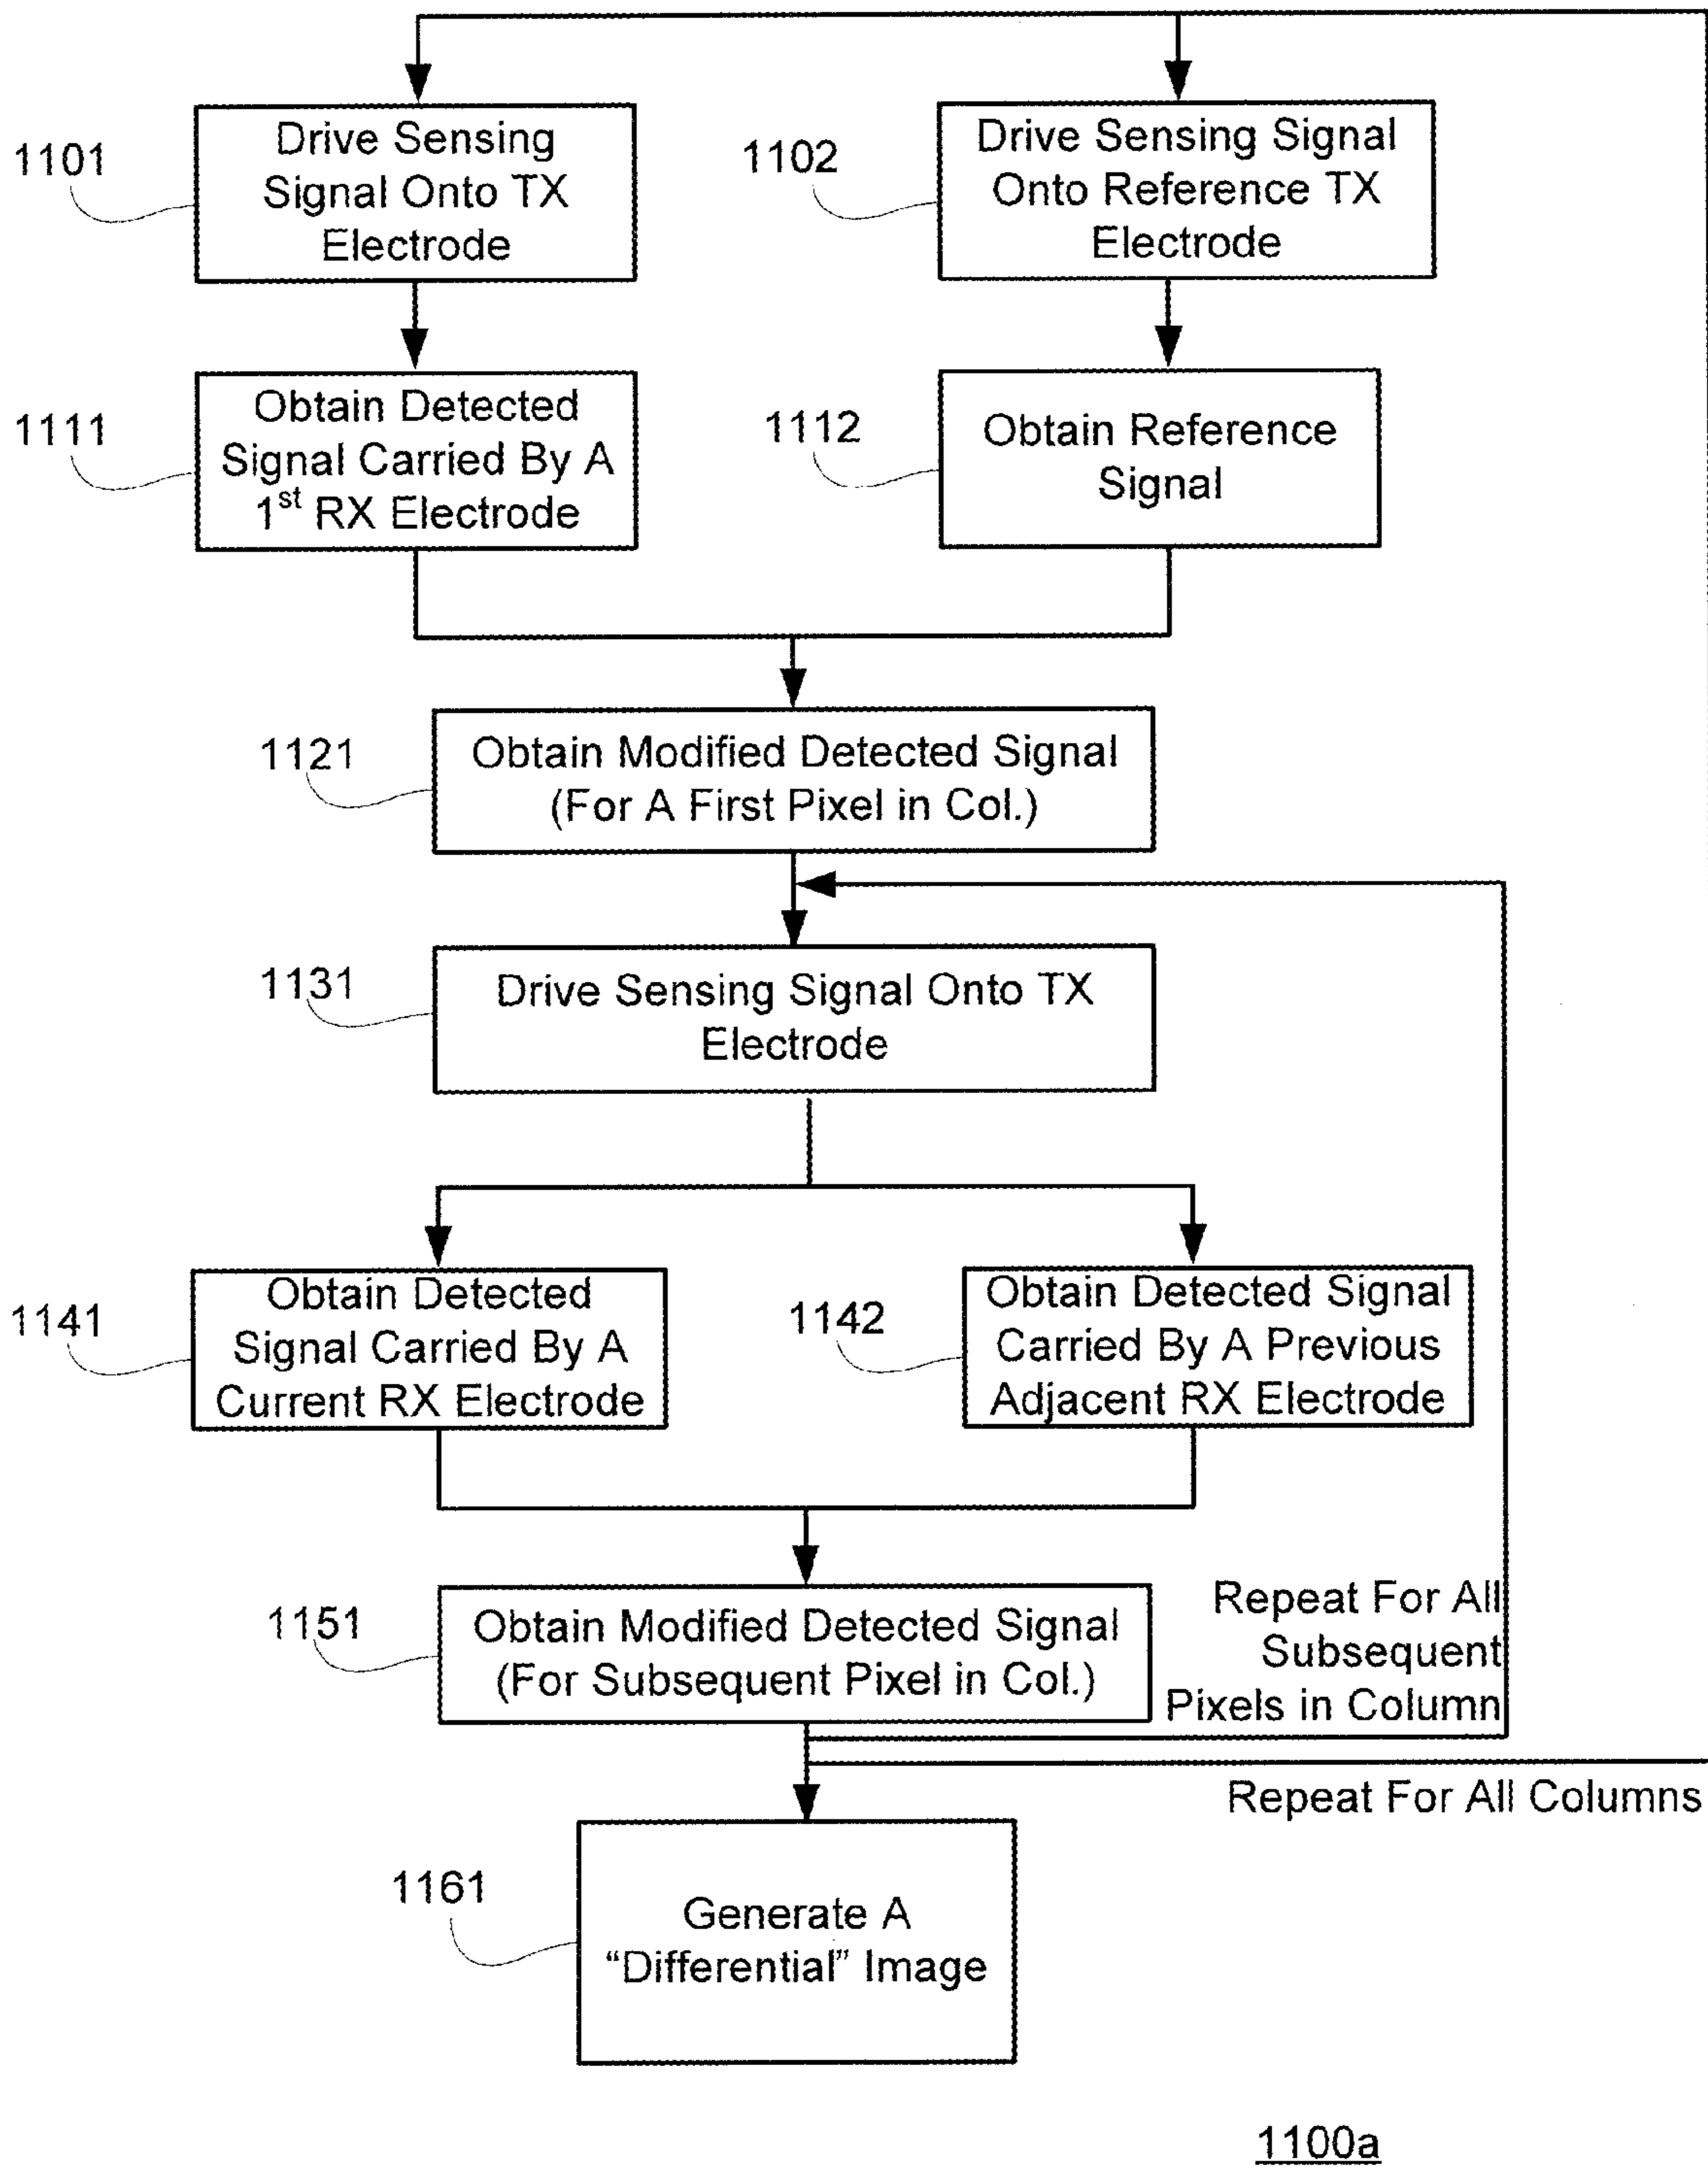 1101
Drive Sensing
Signal Onto TX
Electrode
1102
Drive Sensing Signal
Onto Reference TX
Electrode
1111
Obtain Detected
Signal Carried By A
1st RX Electrode
1112
Obtain Reference
Signal
1121
Obtain Modified Detected Signal
(For A First Pixel in Col.)
1131
Drive Sensing Signal Onto TX
Electrode
1141
Obtain Detected
Signal Carried By A
Current RX Electrode
1142
Obtain Detected Signal
Carried By A Previous
Adjacent RX Electrode
1151
Obtain Modified Detected Signal
(For Subsequent Pixel in Col.)
Repeat For All
Subsequent
Pixels in Column
Repeat For All Columns
1161
Generate A
“Differential” Image
1100a